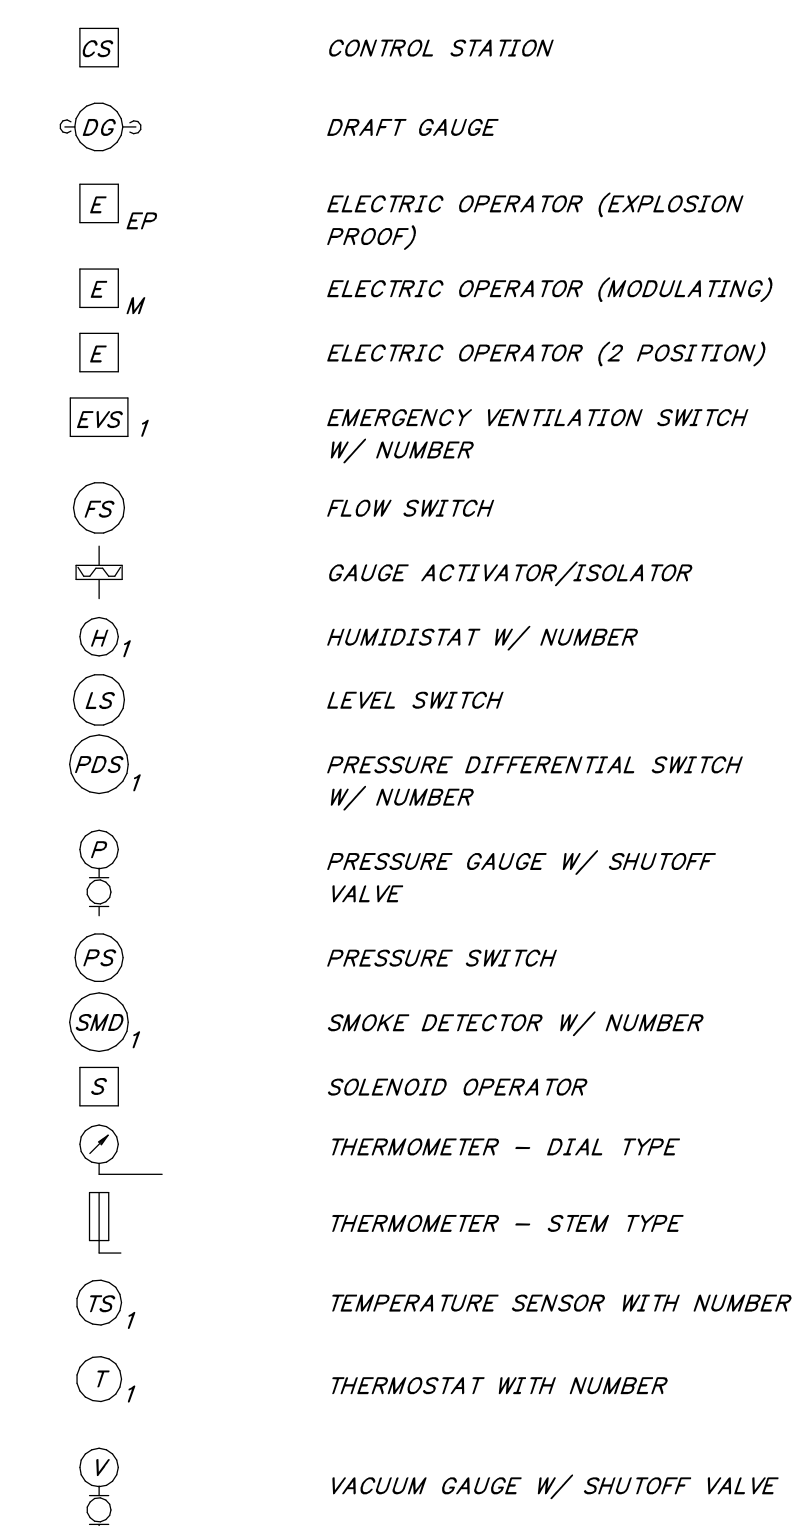 CS CONTROL STATION
DG DRAFT GAUGE
E EP ELECTRIC OPERATOR (EXPLOSION
PROOF)
E M ELECTRIC OPERATOR (MODULATING)
E ELECTRIC OPERATOR (2 POSITION)
EVS 1 EMERGENCY VENTILATION SWITCH
W/ NUMBER
FS FLOW SWITCH
GAUGE ACTIVATOR/ISOLATOR
H 1 HUMIDISTAT W/ NUMBER
LS LEVEL SWITCH
PDS 1 PRESSURE DIFFERENTIAL SWITCH
W/ NUMBER
P PRESSURE GAUGE W/ SHUTOFF
VALVE
PS PRESSURE SWITCH
SMD 1 SMOKE DETECTOR W/ NUMBER
S SOLENOID OPERATOR
THERMOMETER – DIAL TYPE
THERMOMETER – STEM TYPE
TS 1 TEMPERATURE SENSOR WITH NUMBER
T 1 THERMOSTAT WITH NUMBER
V VACUUM GAUGE W/ SHUTOFF VALVE